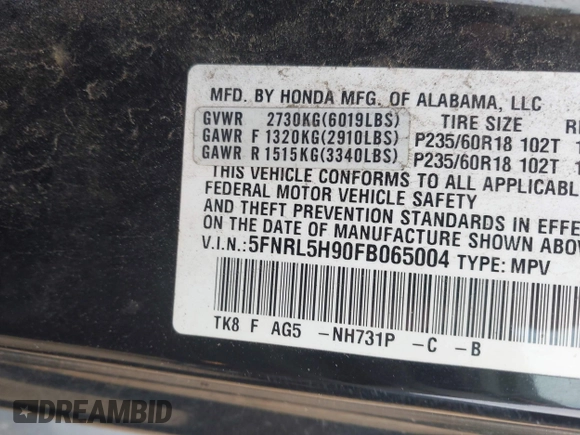 MFD. BY HONDA MFG. OF ALABAMA, LLC
TIRE SIZE
GVWR 2730KG(6019LBS)
GAWR F 1320KG(2910LBS) P235/60R18 102T
GAWR R 1515KG(3340LBS) P235/60R18 102T
THIS VEHICLE CONFORMS TO ALL APPLICABLE
FEDERAL MOTOR VEHICLE SAFETY
AND THEFT PREVENTION STANDARDS IN EFFE
ON THE DATE OF MANUFACTURE SHOWN ABOV
V.I.N.:5FNRL5H90FB065004 TYPE: MPV
TK8 F AG5 -NH731P -C -B
DREAMBID